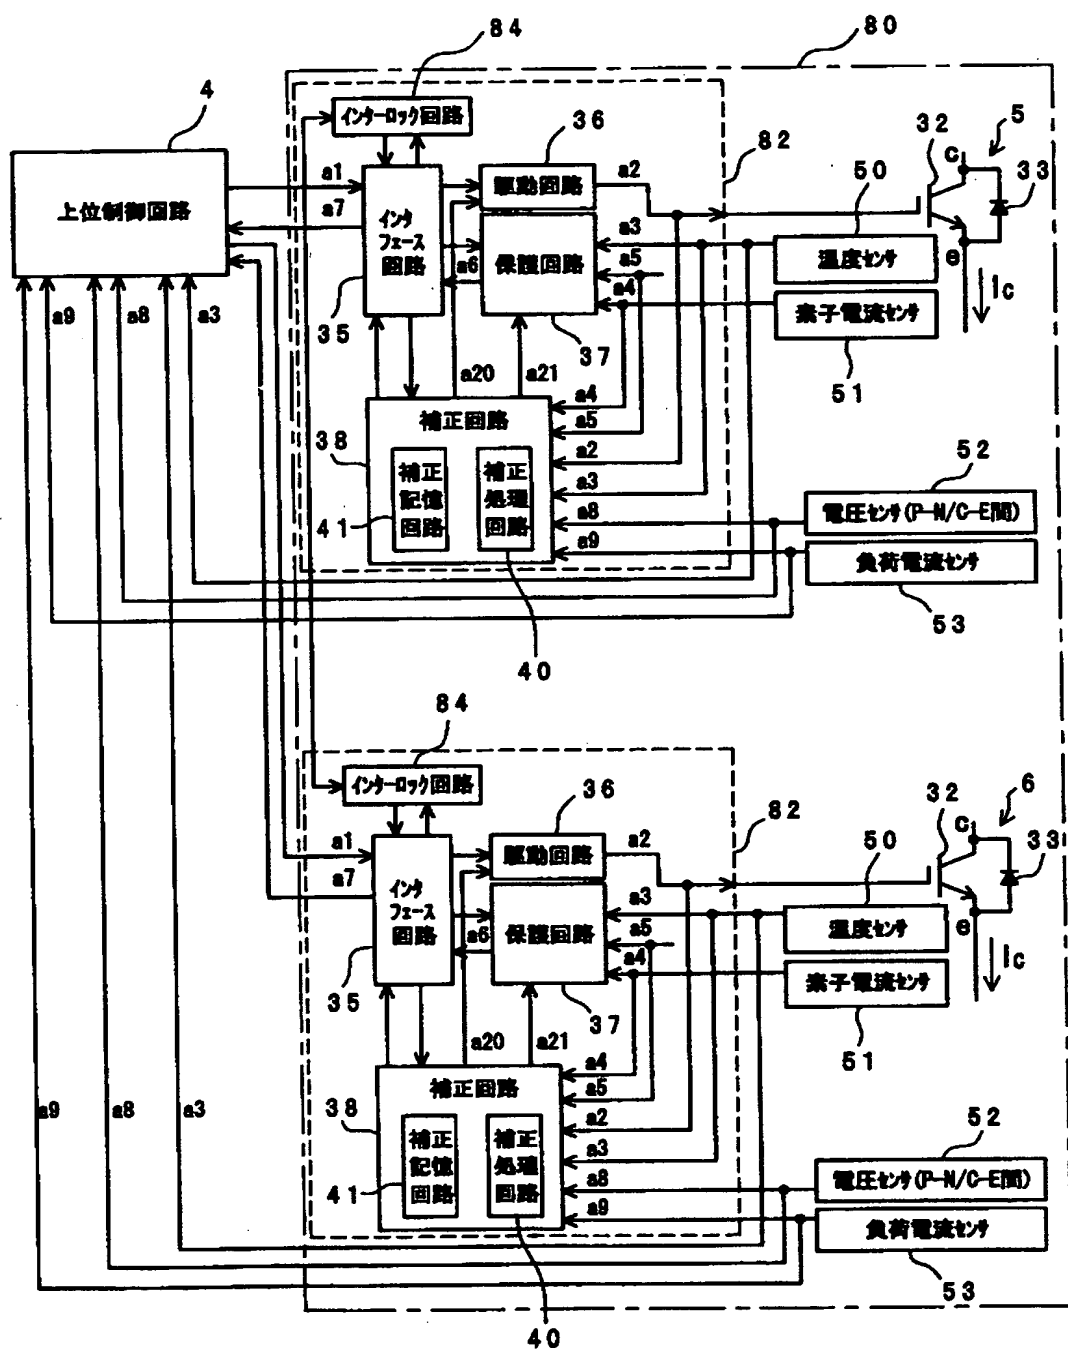 84
80
4
インターロック回路
36
82
32
5
c
33
上位制御回路
a1
a7
駆動回路
a2
50
インタ
フェース
回路
保護回路
a3
a5
a4
a6
温度センサ
e
Ic
素子電流センサ
a9
a8
a3
35
37
51
a20
a21
補正回路
a4
a5
a2
a3
a8
a9
38
補正
記憶
回路
補正
処理
回路
41
52
電圧センサ(P-N/C-E間)
負荷電流センサ
53
40
84
インターロック回路
36
82
32
6
c
33
a1
a7
駆動回路
a2
50
インタ
フェース
回路
保護回路
a3
a5
a4
a6
温度センサ
e
Ic
素子電流センサ
35
37
51
a20
a21
補正回路
a4
a5
a2
a3
a8
a9
a9
a8
a3
38
補正
記憶
回路
補正
処理
回路
41
52
電圧センサ(P-N/C-E間)
負荷電流センサ
53
40